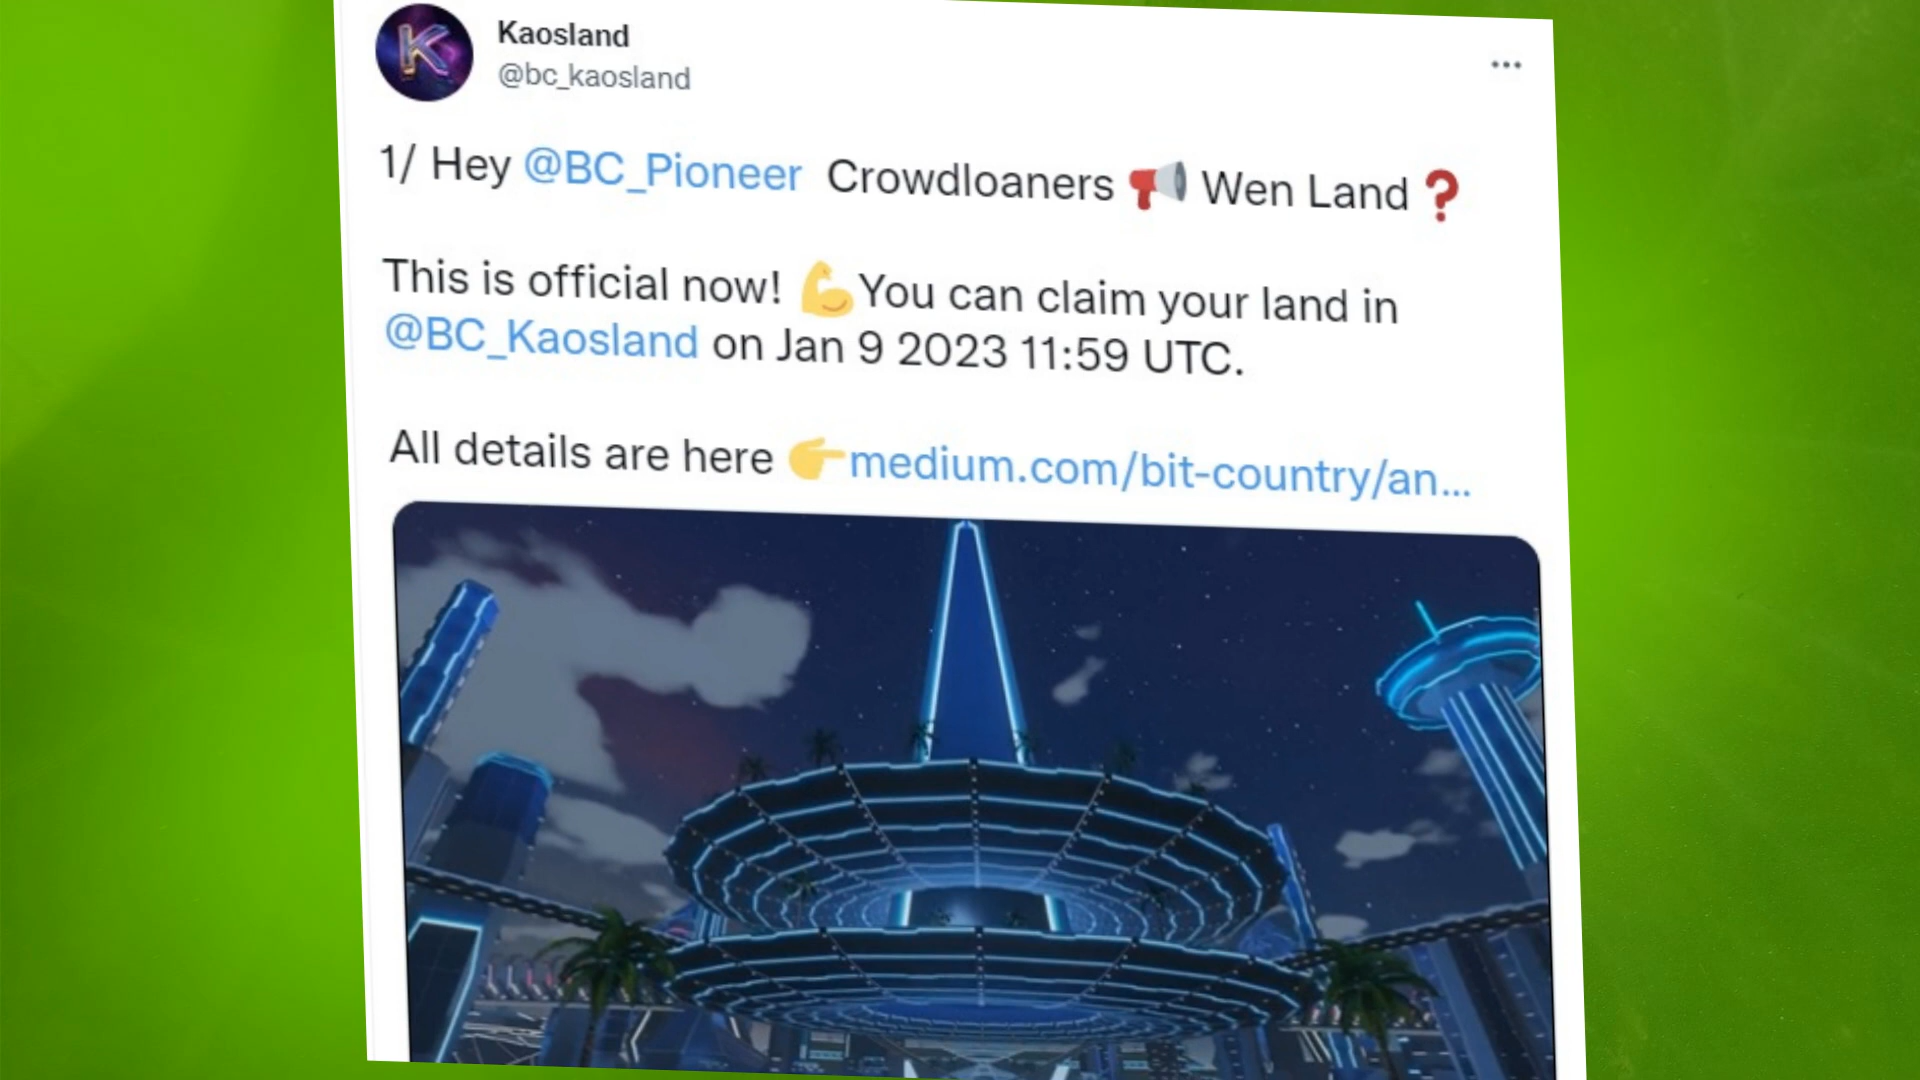 Kaosland
@bc_kaosland
1/ Hey @BC_Pioneer Crowdloaners 📢 Wen Land ❓
This is official now! 💪You can claim your land in
@BC_Kaosland on Jan 9 2023 11:59 UTC.
All details are here 👉medium.com/bit-country/an...